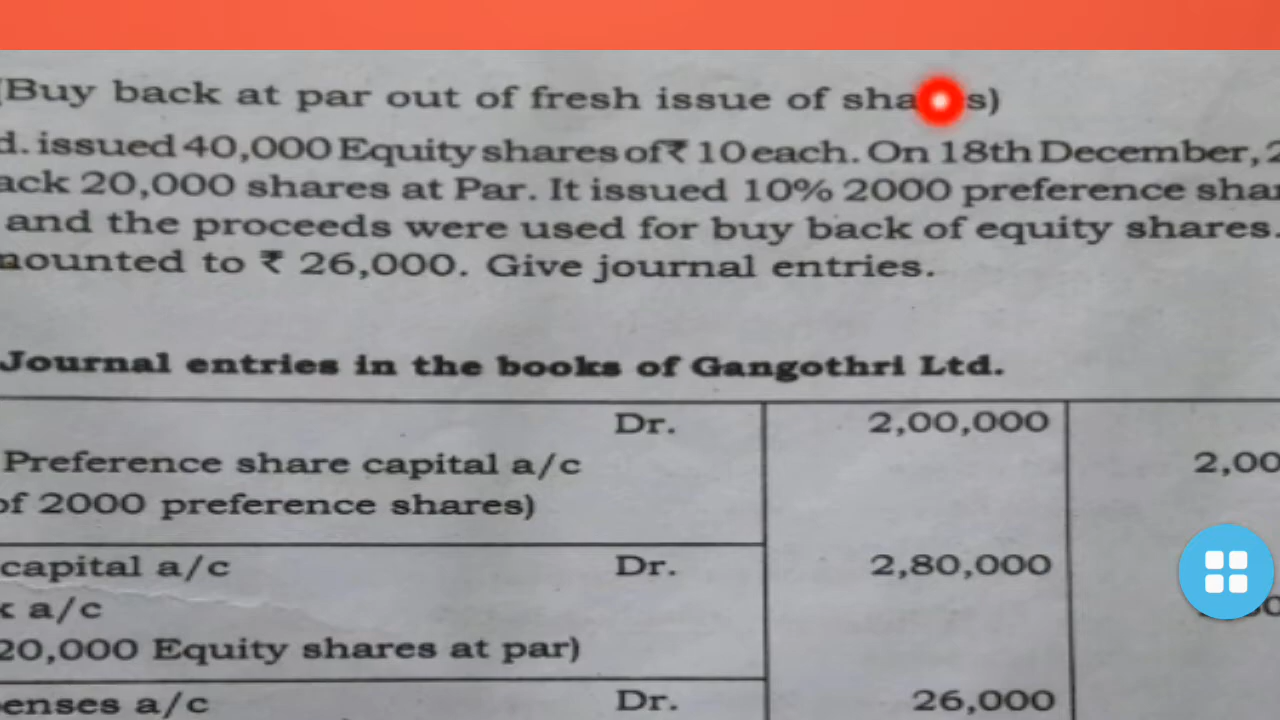 (Buy back at par out of fresh issue of sha s)
d. issued 40,000 Equity shares of ₹ 10 each. On 18th December, 2
ack 20,000 shares at Par. It issued 10% 2000 preference shar
and the proceeds were used for buy back of equity shares.
mounted to ₹ 26,000. Give journal entries.
Journal entries in the books of Gangothri Ltd.
Dr. 2,00,000
Preference share capital a/c 2,00
of 2000 preference shares)
capital a/c Dr. 2,80,000
k a/c
20,000 Equity shares at par)
enses a/c Dr. 26,000